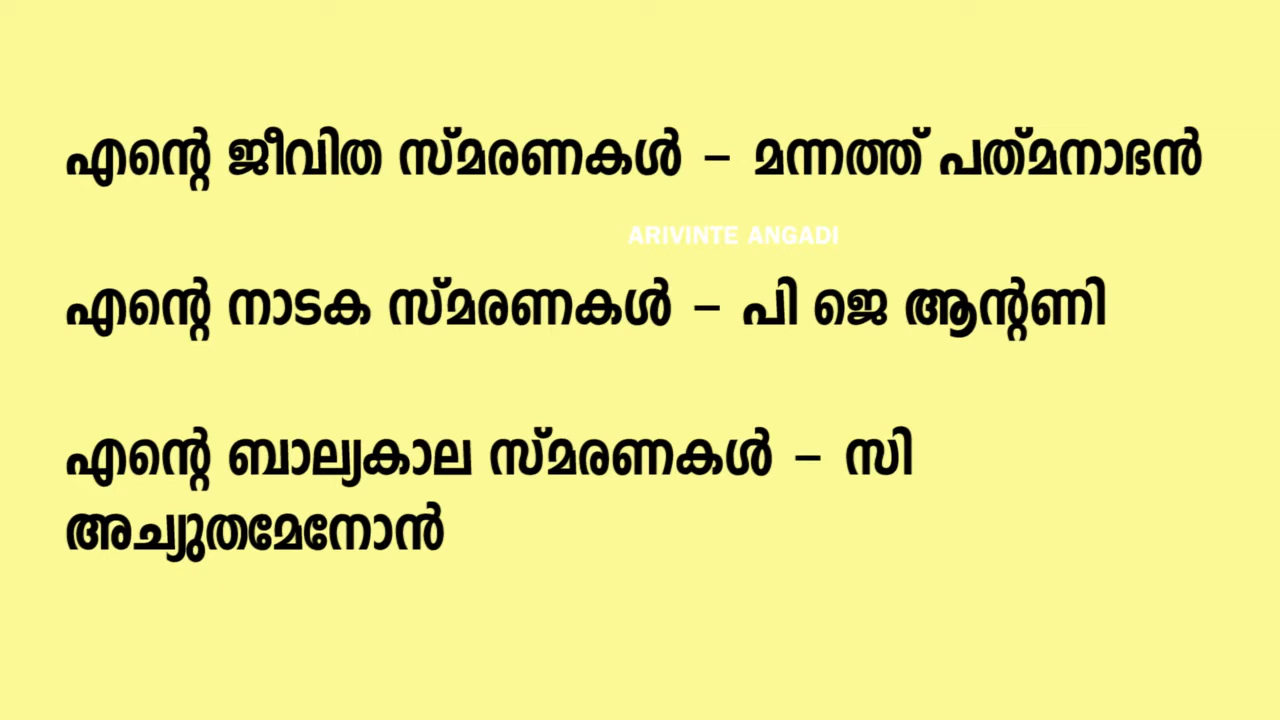 എന്റെ ജീവിത സ്മരണകൾ – മന്നത്ത് പത്മനാഭൻ
ARIVINTE ANGADI
എന്റെ നാടക സ്മരണകൾ – പി ജെ ആന്റണി
എന്റെ ബാല്യകാല സ്മരണകൾ – സി
അച്യുതമേനോൻ